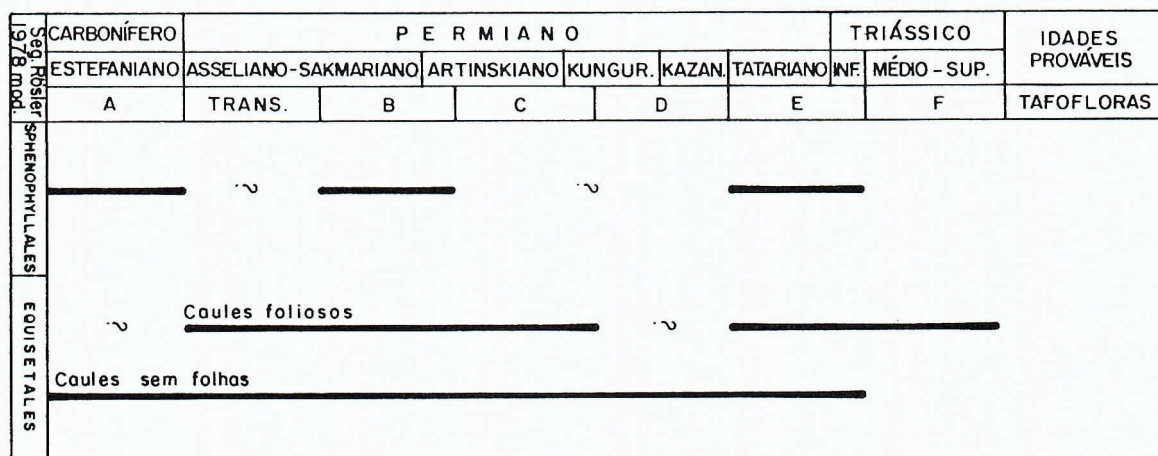 Seg. Rösler
1978 mod.
CARBONÍFERO PERMIANO TRIÁSSICO IDADES
PROVÁVEIS
ESTEFANIANO ASSELIANO-SAKMARIANO ARTINSKIANO KUNGUR. KAZAN. TATARIANO INF. MÉDIO - SUP.
A TRANS. B C D E F TAFOFLORAS
SPHENOPHYLLALES
? ?
EQUISETALES
Caules foliosos
? ?
Caules sem folhas